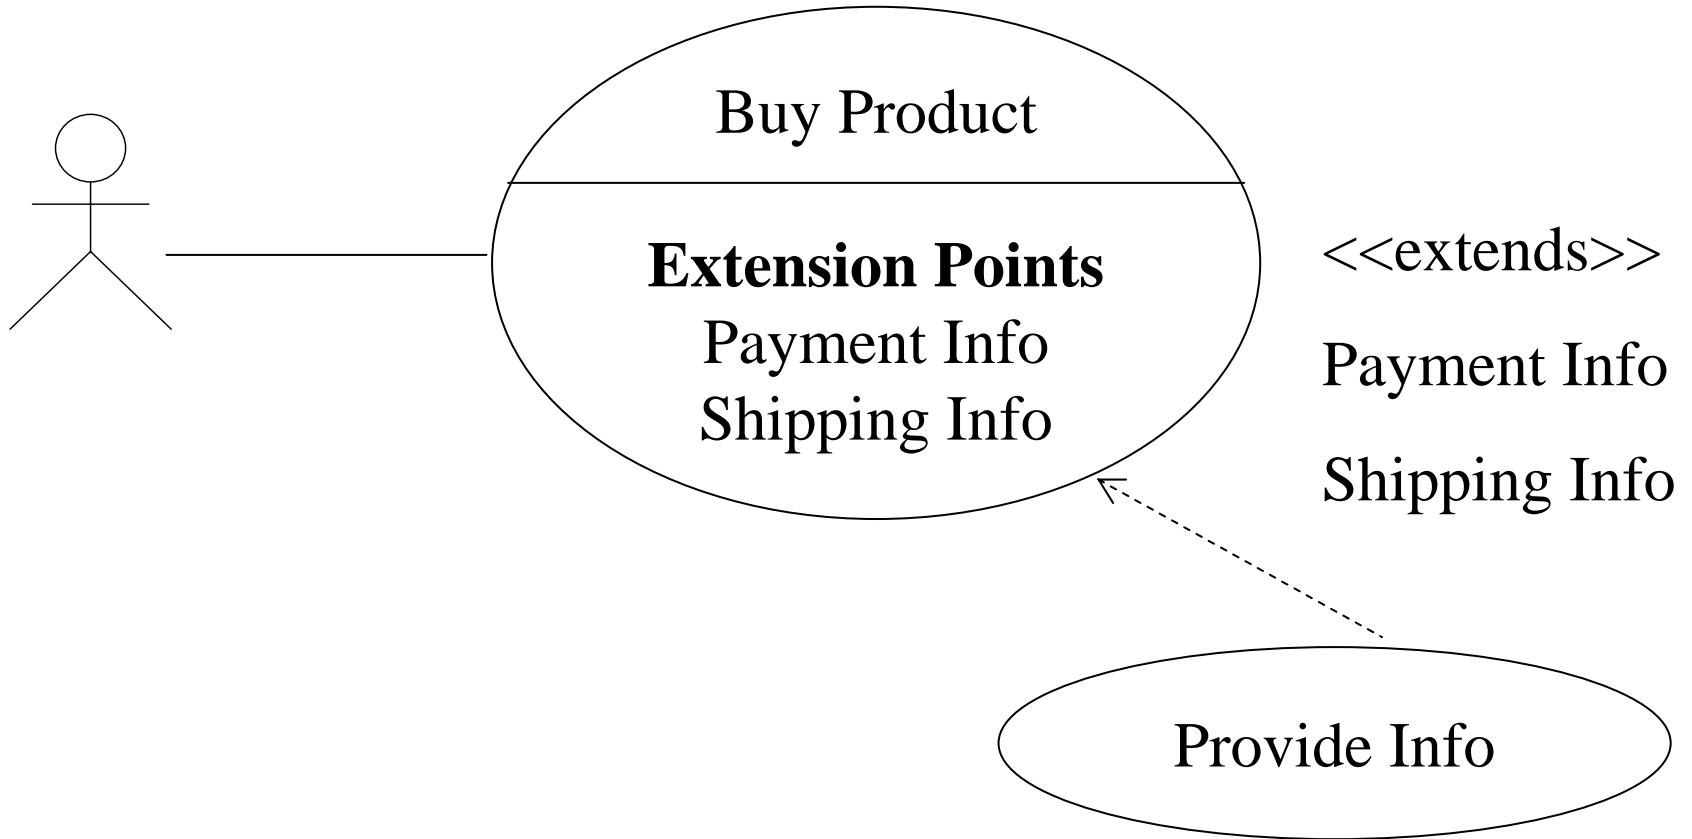 Buy Product
Extension Points
Payment Info
Shipping Info
<<extends>>
Payment Info
Shipping Info
Provide Info